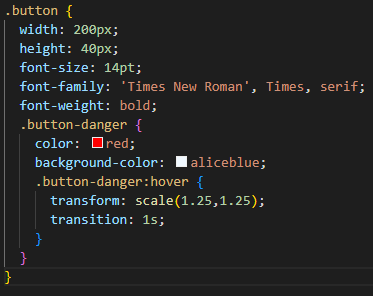 .button {
width: 200px;
height: 40px;
font-size: 14pt;
font-family: 'Times New Roman', Times, serif;
font-weight: bold;
.button-danger {
color: red;
background-color: aliceblue;
.button-danger:hover {
transform: scale(1.25,1.25);
transition: 1s;
}
}
}